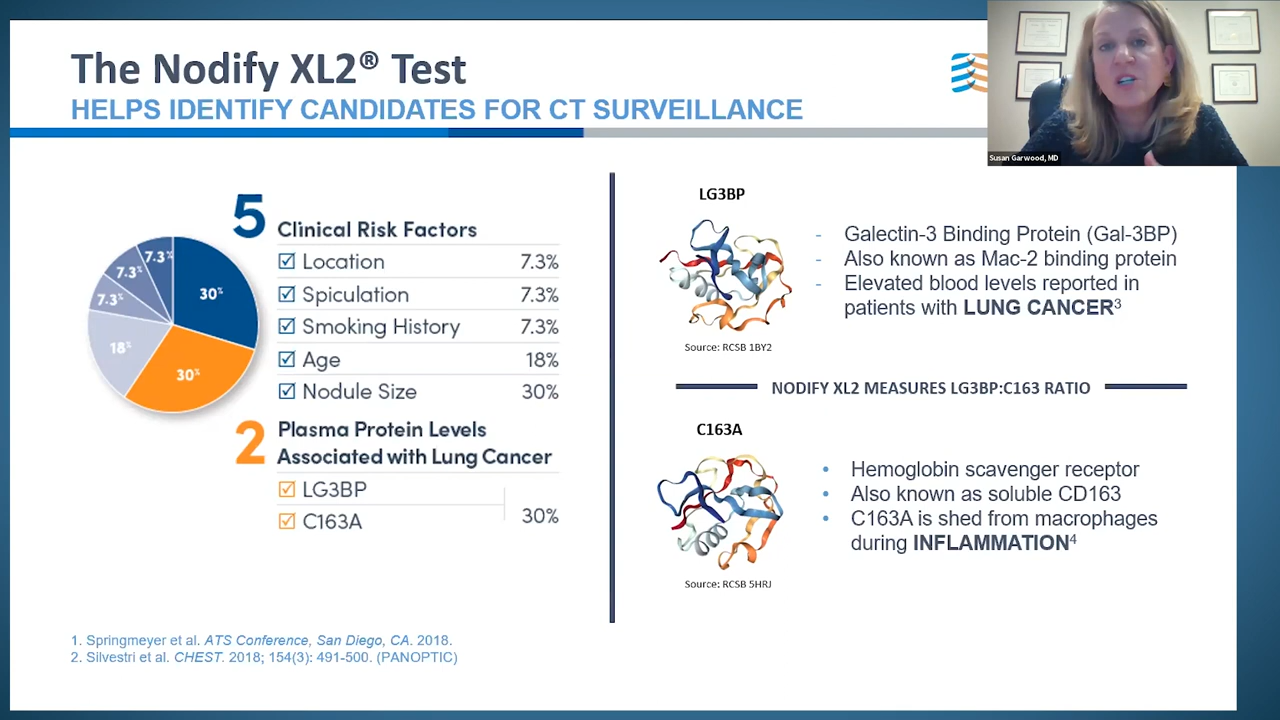 The Nodify XL2® Test
HELPS IDENTIFY CANDIDATES FOR CT SURVEILLANCE
Susan Garwood, MD
30%
30%
18%
7.3%
7.3%
7.3%
5
Clinical Risk Factors
Location 7.3%
Spiculation 7.3%
Smoking History 7.3%
Age 18%
Nodule Size 30%
2
Plasma Protein Levels
Associated with Lung Cancer
LG3BP
C163A
30%
LG3BP
- Galectin-3 Binding Protein (Gal-3BP)
- Also known as Mac-2 binding protein
- Elevated blood levels reported in
patients with LUNG CANCER³
Source: RCSB 1BY2
NODIFY XL2 MEASURES LG3BP:C163 RATIO
C163A
• Hemoglobin scavenger receptor
• Also known as soluble CD163
• C163A is shed from macrophages
during INFLAMMATION⁴
Source: RCSB 5HRJ
1. Springmeyer et al. ATS Conference, San Diego, CA. 2018.
2. Silvestri et al. CHEST. 2018; 154(3): 491-500. (PANOPTIC)